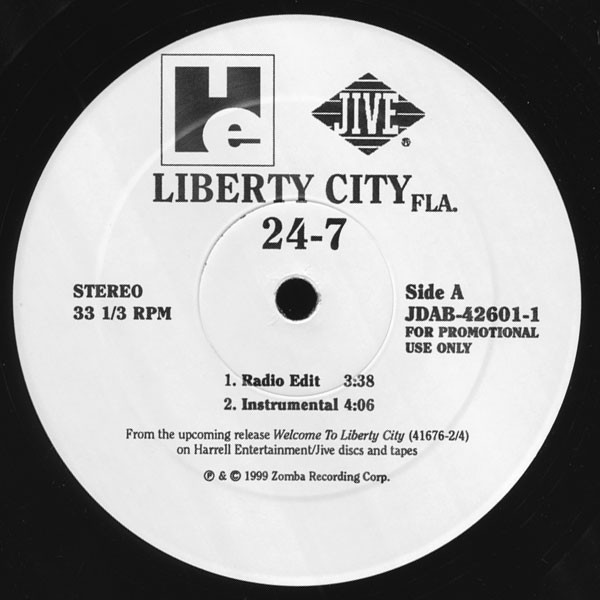 He
JIVE
®
LIBERTY CITY FLA.
24-7
STEREO
33 1/3 RPM
Side A
JDAB-42601-1
FOR PROMOTIONAL
USE ONLY
1. Radio Edit 3:38
2. Instrumental 4:06
From the upcoming release Welcome To Liberty City (41676-2/4)
on Harrell Entertainment/Jive discs and tapes
℗ & © 1999 Zomba Recording Corp.